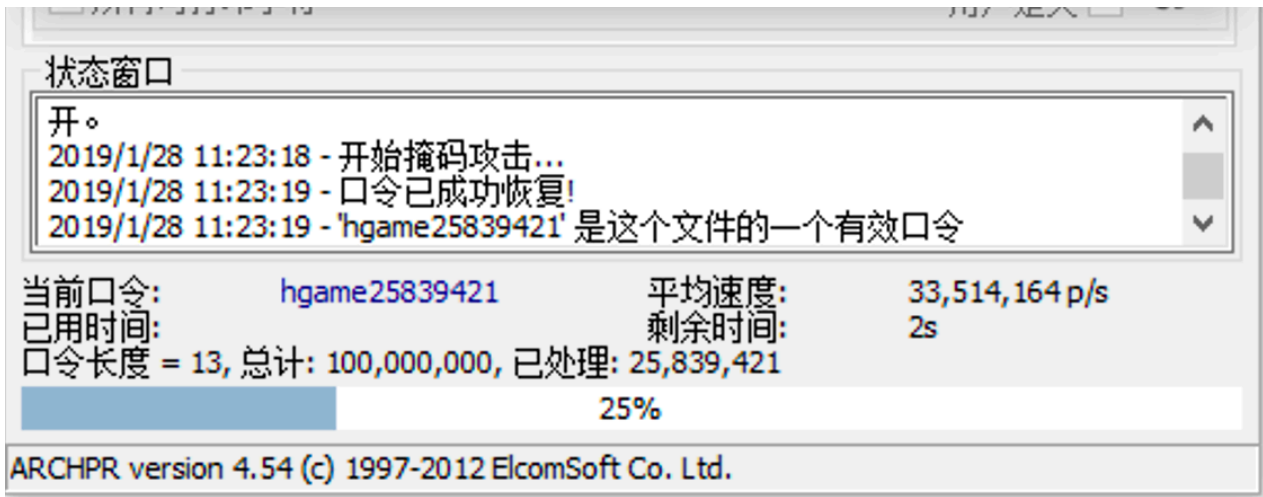 状态窗口
开。
2019/1/28 11:23:18 - 开始掩码攻击...
2019/1/28 11:23:19 - 口令已成功恢复!
2019/1/28 11:23:19 - 'hgame25839421' 是这个文件的一个有效口令
当前口令: hgame25839421 平均速度: 33,514,164 p/s
已用时间: 剩余时间: 2s
口令长度 = 13, 总计: 100,000,000, 已处理: 25,839,421
25%
ARCHPR version 4.54 (c) 1997-2012 ElcomSoft Co. Ltd.